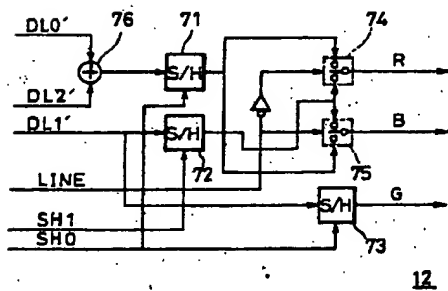 DL0'
76
71
74
S/H
R
DL2'
DL1'
S/H
B
72
75
LINE
S/H
G
SH1
SH0
73
12